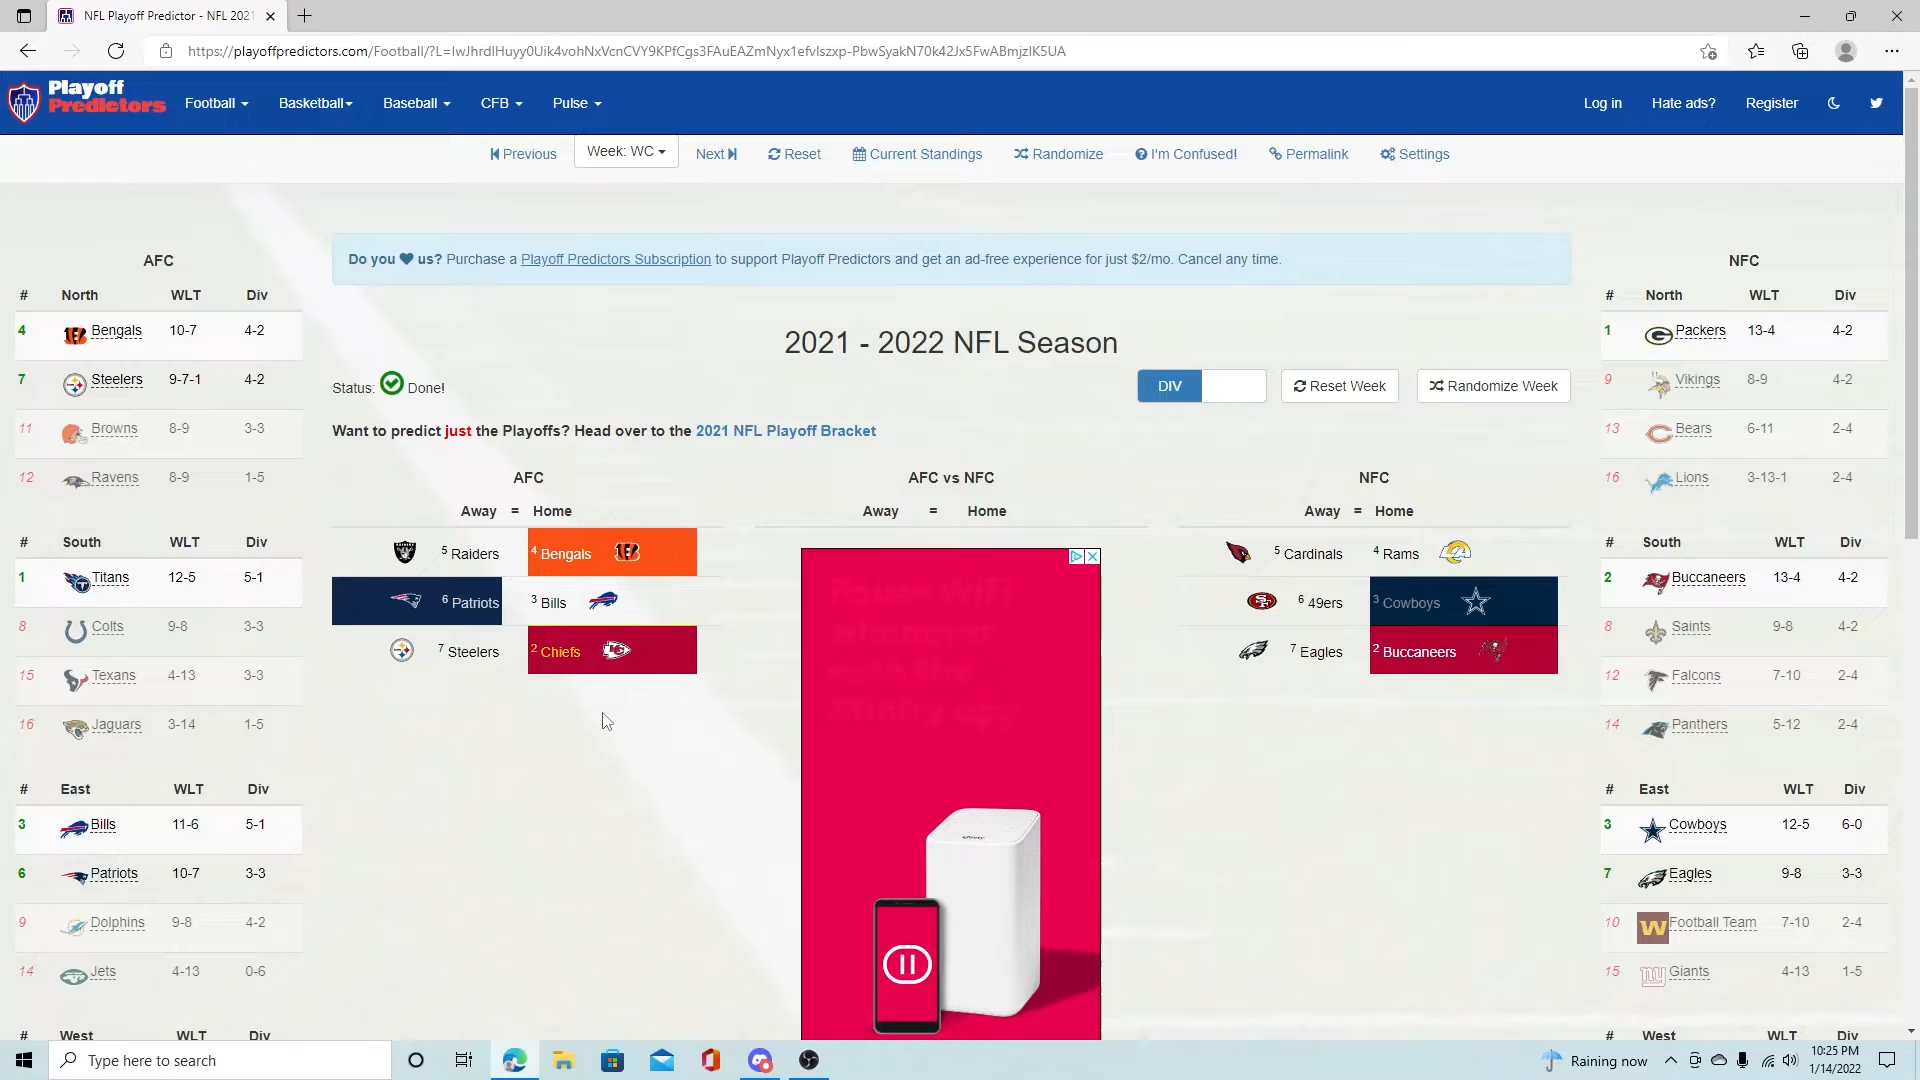 NFL Playoff Predictor - NFL 2021
https://playoffpredictors.com/Football/?L=IwJhrdIHuyy0Uik4vohNxVcnCVY9KPfCgs3FAuEAZmNyx1efvlszxp-PbwSyakN70k42Jx5FwABmjzlK5UA
Playoff Predictors Football Basketball Baseball CFB Pulse Log in Hate ads? Register
Previous Week: WC Next Reset Current Standings Randomize I'm Confused! Permalink Settings
Do you ♥ us? Purchase a Playoff Predictors Subscription to support Playoff Predictors and get an ad-free experience for just $2/mo. Cancel any time.
AFC
# North WLT Div
4 Bengals 10-7 4-2
7 Steelers 9-7-1 4-2
11 Browns 8-9 3-3
12 Ravens 8-9 1-5
# South WLT Div
1 Titans 12-5 5-1
8 Colts 9-8 3-3
15 Texans 4-13 3-3
16 Jaguars 3-14 1-5
# East WLT Div
3 Bills 11-6 5-1
6 Patriots 10-7 3-3
9 Dolphins 9-8 4-2
14 Jets 4-13 0-6
# West WLT Div
2021 - 2022 NFL Season
Status: Done!
DIV Reset Week Randomize Week
Want to predict just the Playoffs? Head over to the 2021 NFL Playoff Bracket
AFC
Away = Home
5 Raiders 4 Bengals
6 Patriots 3 Bills
7 Steelers 2 Chiefs
AFC vs NFC
Away = Home
xfinity
NFC
Away = Home
5 Cardinals 4 Rams
6 49ers 3 Cowboys
7 Eagles 2 Buccaneers
NFC
# North WLT Div
1 Packers 13-4 4-2
9 Vikings 8-9 4-2
13 Bears 6-11 2-4
16 Lions 3-13-1 2-4
# South WLT Div
2 Buccaneers 13-4 4-2
8 Saints 9-8 4-2
12 Falcons 7-10 2-4
14 Panthers 5-12 2-4
# East WLT Div
3 Cowboys 12-5 6-0
7 Eagles 9-8 3-3
10 Football Team 7-10 2-4
15 Giants 4-13 1-5
# West WLT Div
Type here to search
Raining now
10:25 PM
1/14/2022